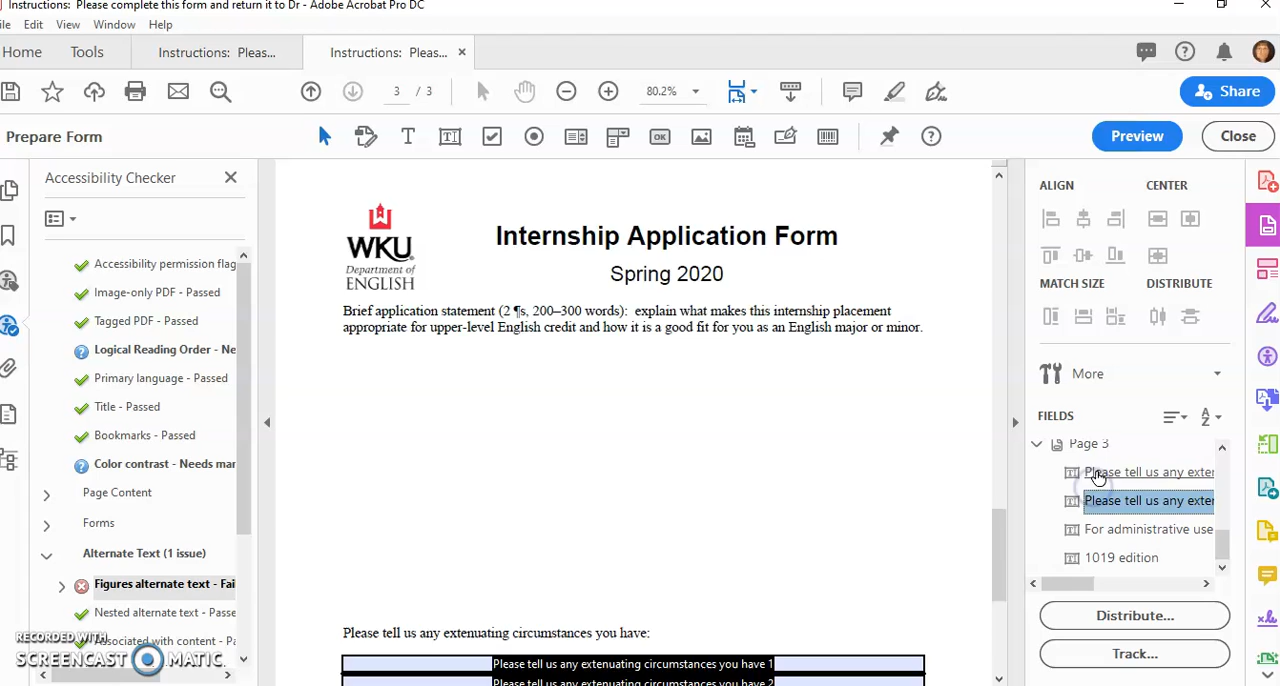 Instructions: Please complete this form and return it to Dr - Adobe Acrobat Pro DC
ile Edit View Window Help
Home Tools Instructions: Pleas... Instructions: Pleas... ×
3 / 3 80.2% Share
Prepare Form OK Preview Close
Accessibility Checker
Accessibility permission flag
Image-only PDF - Passed
Tagged PDF - Passed
Logical Reading Order - Ne
Primary language - Passed
Title - Passed
Bookmarks - Passed
Color contrast - Needs mar
Page Content
Forms
Alternate Text (1 issue)
Figures alternate text - Fai
Nested alternate text - Passe
Associated with content - Pa
RECORDED WITH
SCREENCAST MATIC
WKU
Department of
ENGLISH
Internship Application Form
Spring 2020
Brief application statement (2 ¶s, 200–300 words): explain what makes this internship placement
appropriate for upper-level English credit and how it is a good fit for you as an English major or minor.
Please tell us any extenuating circumstances you have:
Please tell us any extenuating circumstances you have 1
Please tell us any extenuating circumstances you have 2
ALIGN CENTER
MATCH SIZE DISTRIBUTE
More
FIELDS
Page 3
Please tell us any exter
Please tell us any exter
For administrative use
1019 edition
Distribute...
Track...